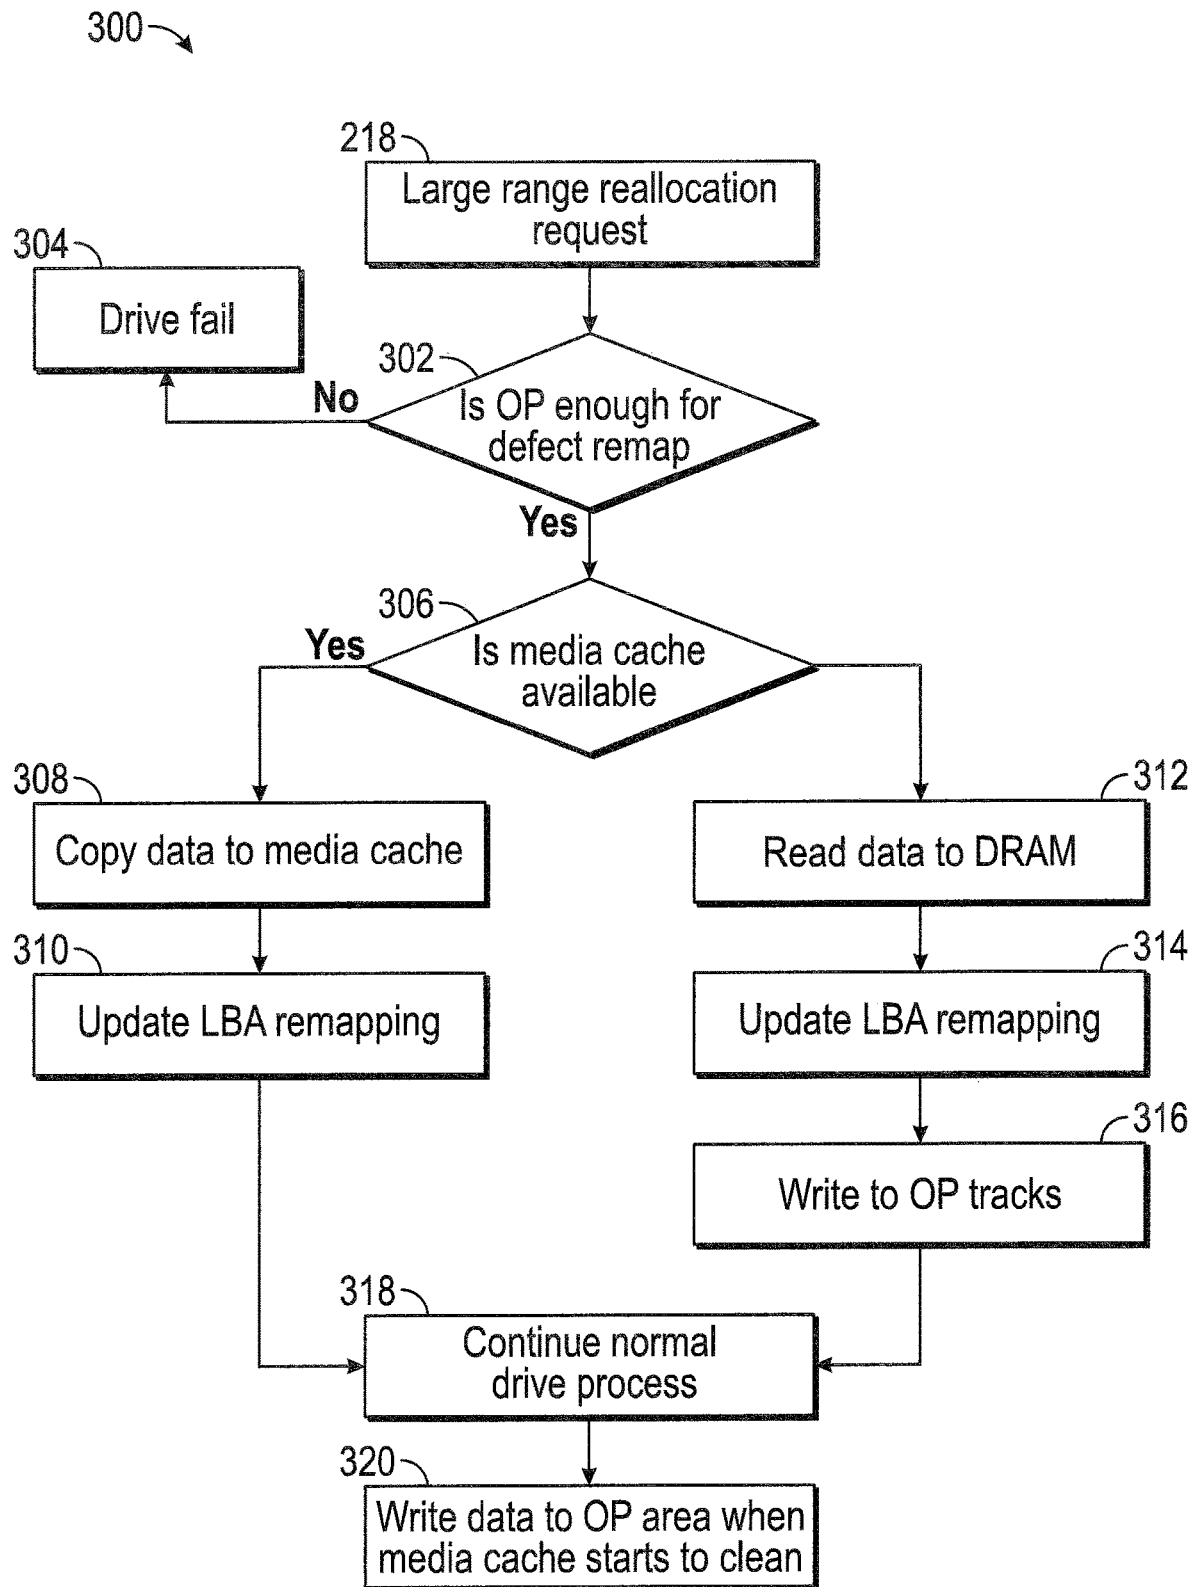 300
218
Large range reallocation
request
304
Drive fail
302
No
Is OP enough for
defect remap
Yes
306
Yes
Is media cache
available
308
Copy data to media cache
312
Read data to DRAM
310
Update LBA remapping
314
Update LBA remapping
316
Write to OP tracks
318
Continue normal
drive process
320
Write data to OP area when
media cache starts to clean